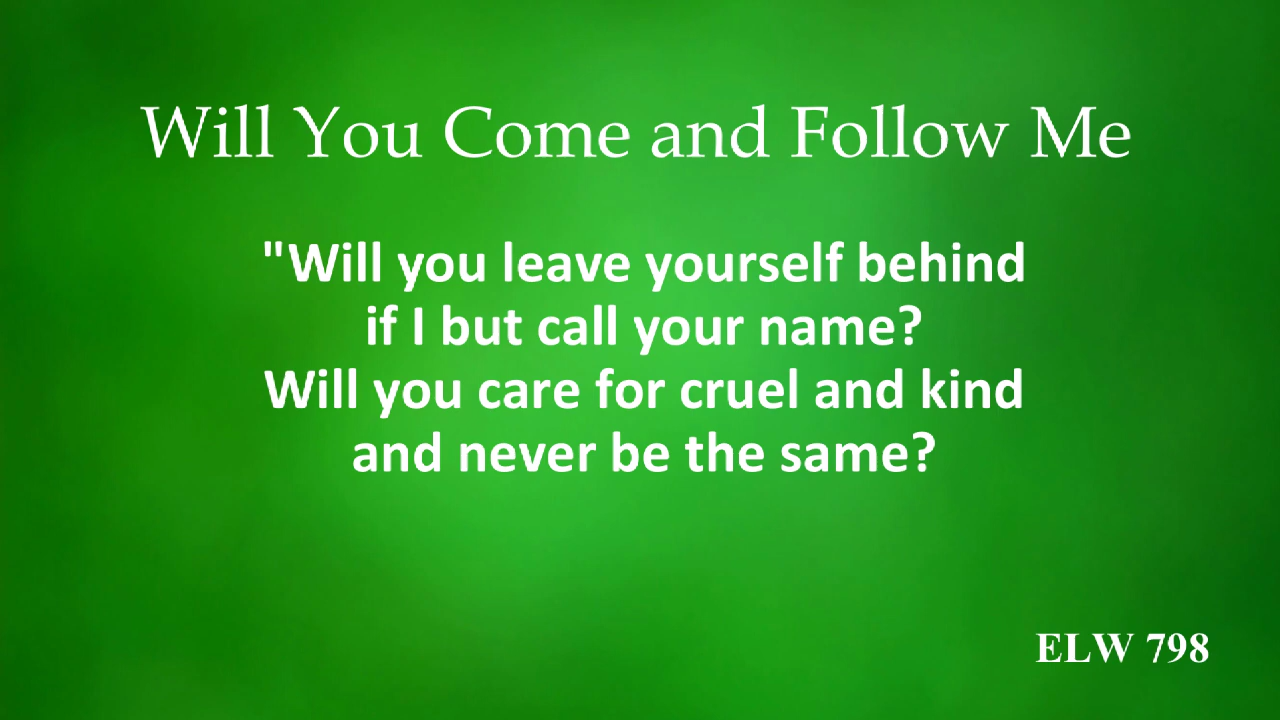 Will You Come and Follow Me
"Will you leave yourself behind
if I but call your name?
Will you care for cruel and kind
and never be the same?
ELW 798